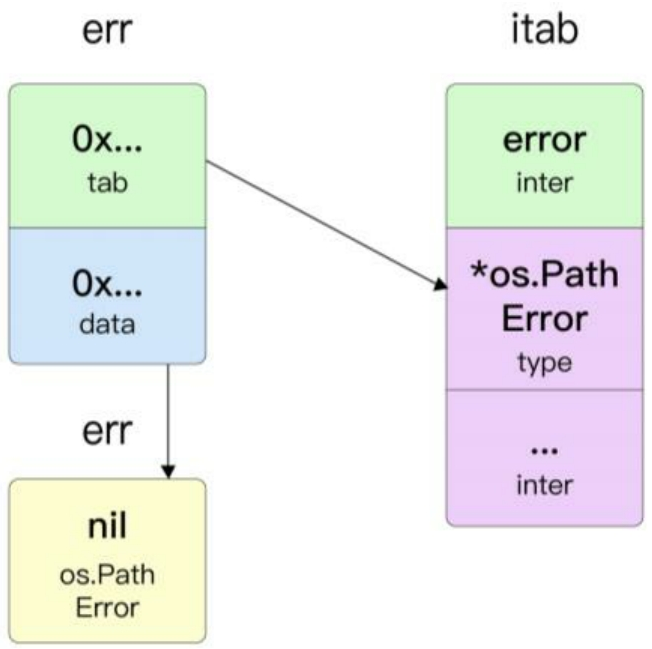 err
0x...
tab
0x...
data
err
nil
os.Path
Error
itab
error
inter
*os.Path
Error
type
...
inter